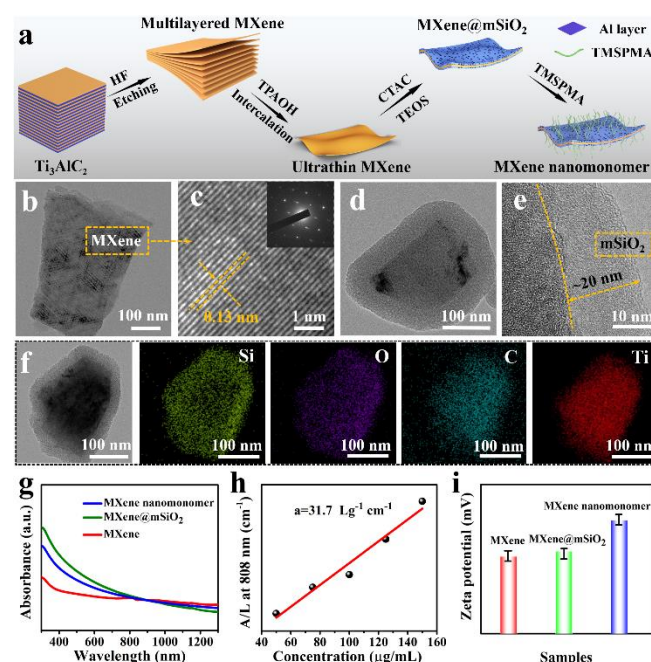 a
Multilayered MXene
MXene@mSiO2
Al layer
TMSPMA
HF
Etching
TPAOH
Intercalation
CTAC
TEOS
TMSPMA
Ti3AlC2
Ultrathin MXene
MXene nanomonomer
b
MXene
100 nm
c
0.13 nm
1 nm
d
100 nm
e
mSiO2
~20 nm
10 nm
f
100 nm
Si
100 nm
O
100 nm
C
100 nm
Ti
100 nm
g
MXene nanomonomer
MXene@mSiO2
MXene
Absorbance (a.u.)
400 600 800 1000 1200
Wavelength (nm)
h
a=31.7 Lg-1 cm-1
A/L at 808 nm (cm-1)
40 60 80 100 120 140 160
Concentration (μg/mL)
i
MXene nanomonomer
MXene
MXene@mSiO2
Zeta potential (mV)
Samples